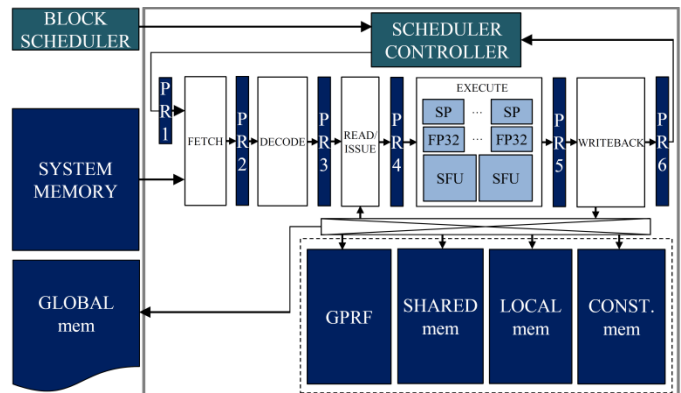 BLOCK
SCHEDULER
SCHEDULER
CONTROLLER
SYSTEM
MEMORY
GLOBAL
mem
P
R
1
FETCH
P
R
2
DECODE
P
R
3
READ/
ISSUE
P
R
4
EXECUTE
SP ... SP
FP32 ... FP32
SFU SFU
P
R
5
WRITEBACK
P
R
6
GPRF
SHARED
mem
LOCAL
mem
CONST.
mem